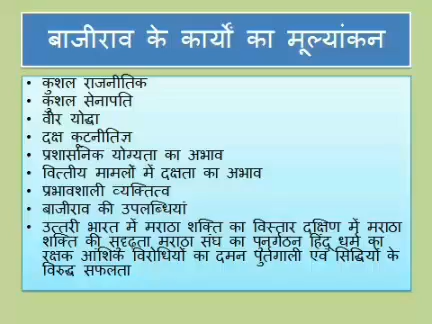 बाजीराव के कार्यों का मूल्यांकन
• कुशल राजनीतिक
• कुशल सेनापति
• वीर योद्धा
• दक्ष कूटनीतिज्ञ
• प्रशासनिक योग्यता का अभाव
• वित्तीय मामलों में दक्षता का अभाव
• प्रभावशाली व्यक्तित्व
• बाजीराव की उपलब्धियां
• उत्तरी भारत में मराठा शक्ति का विस्तार दक्षिण में मराठा
शक्ति की सुदृढ़ता मराठा संघ का पुनर्गठन हिंदू धर्म का
रक्षक आंशिक विरोधियों का दमन पुर्तगाली एवं सिद्दियों के
विरुद्ध सफलता